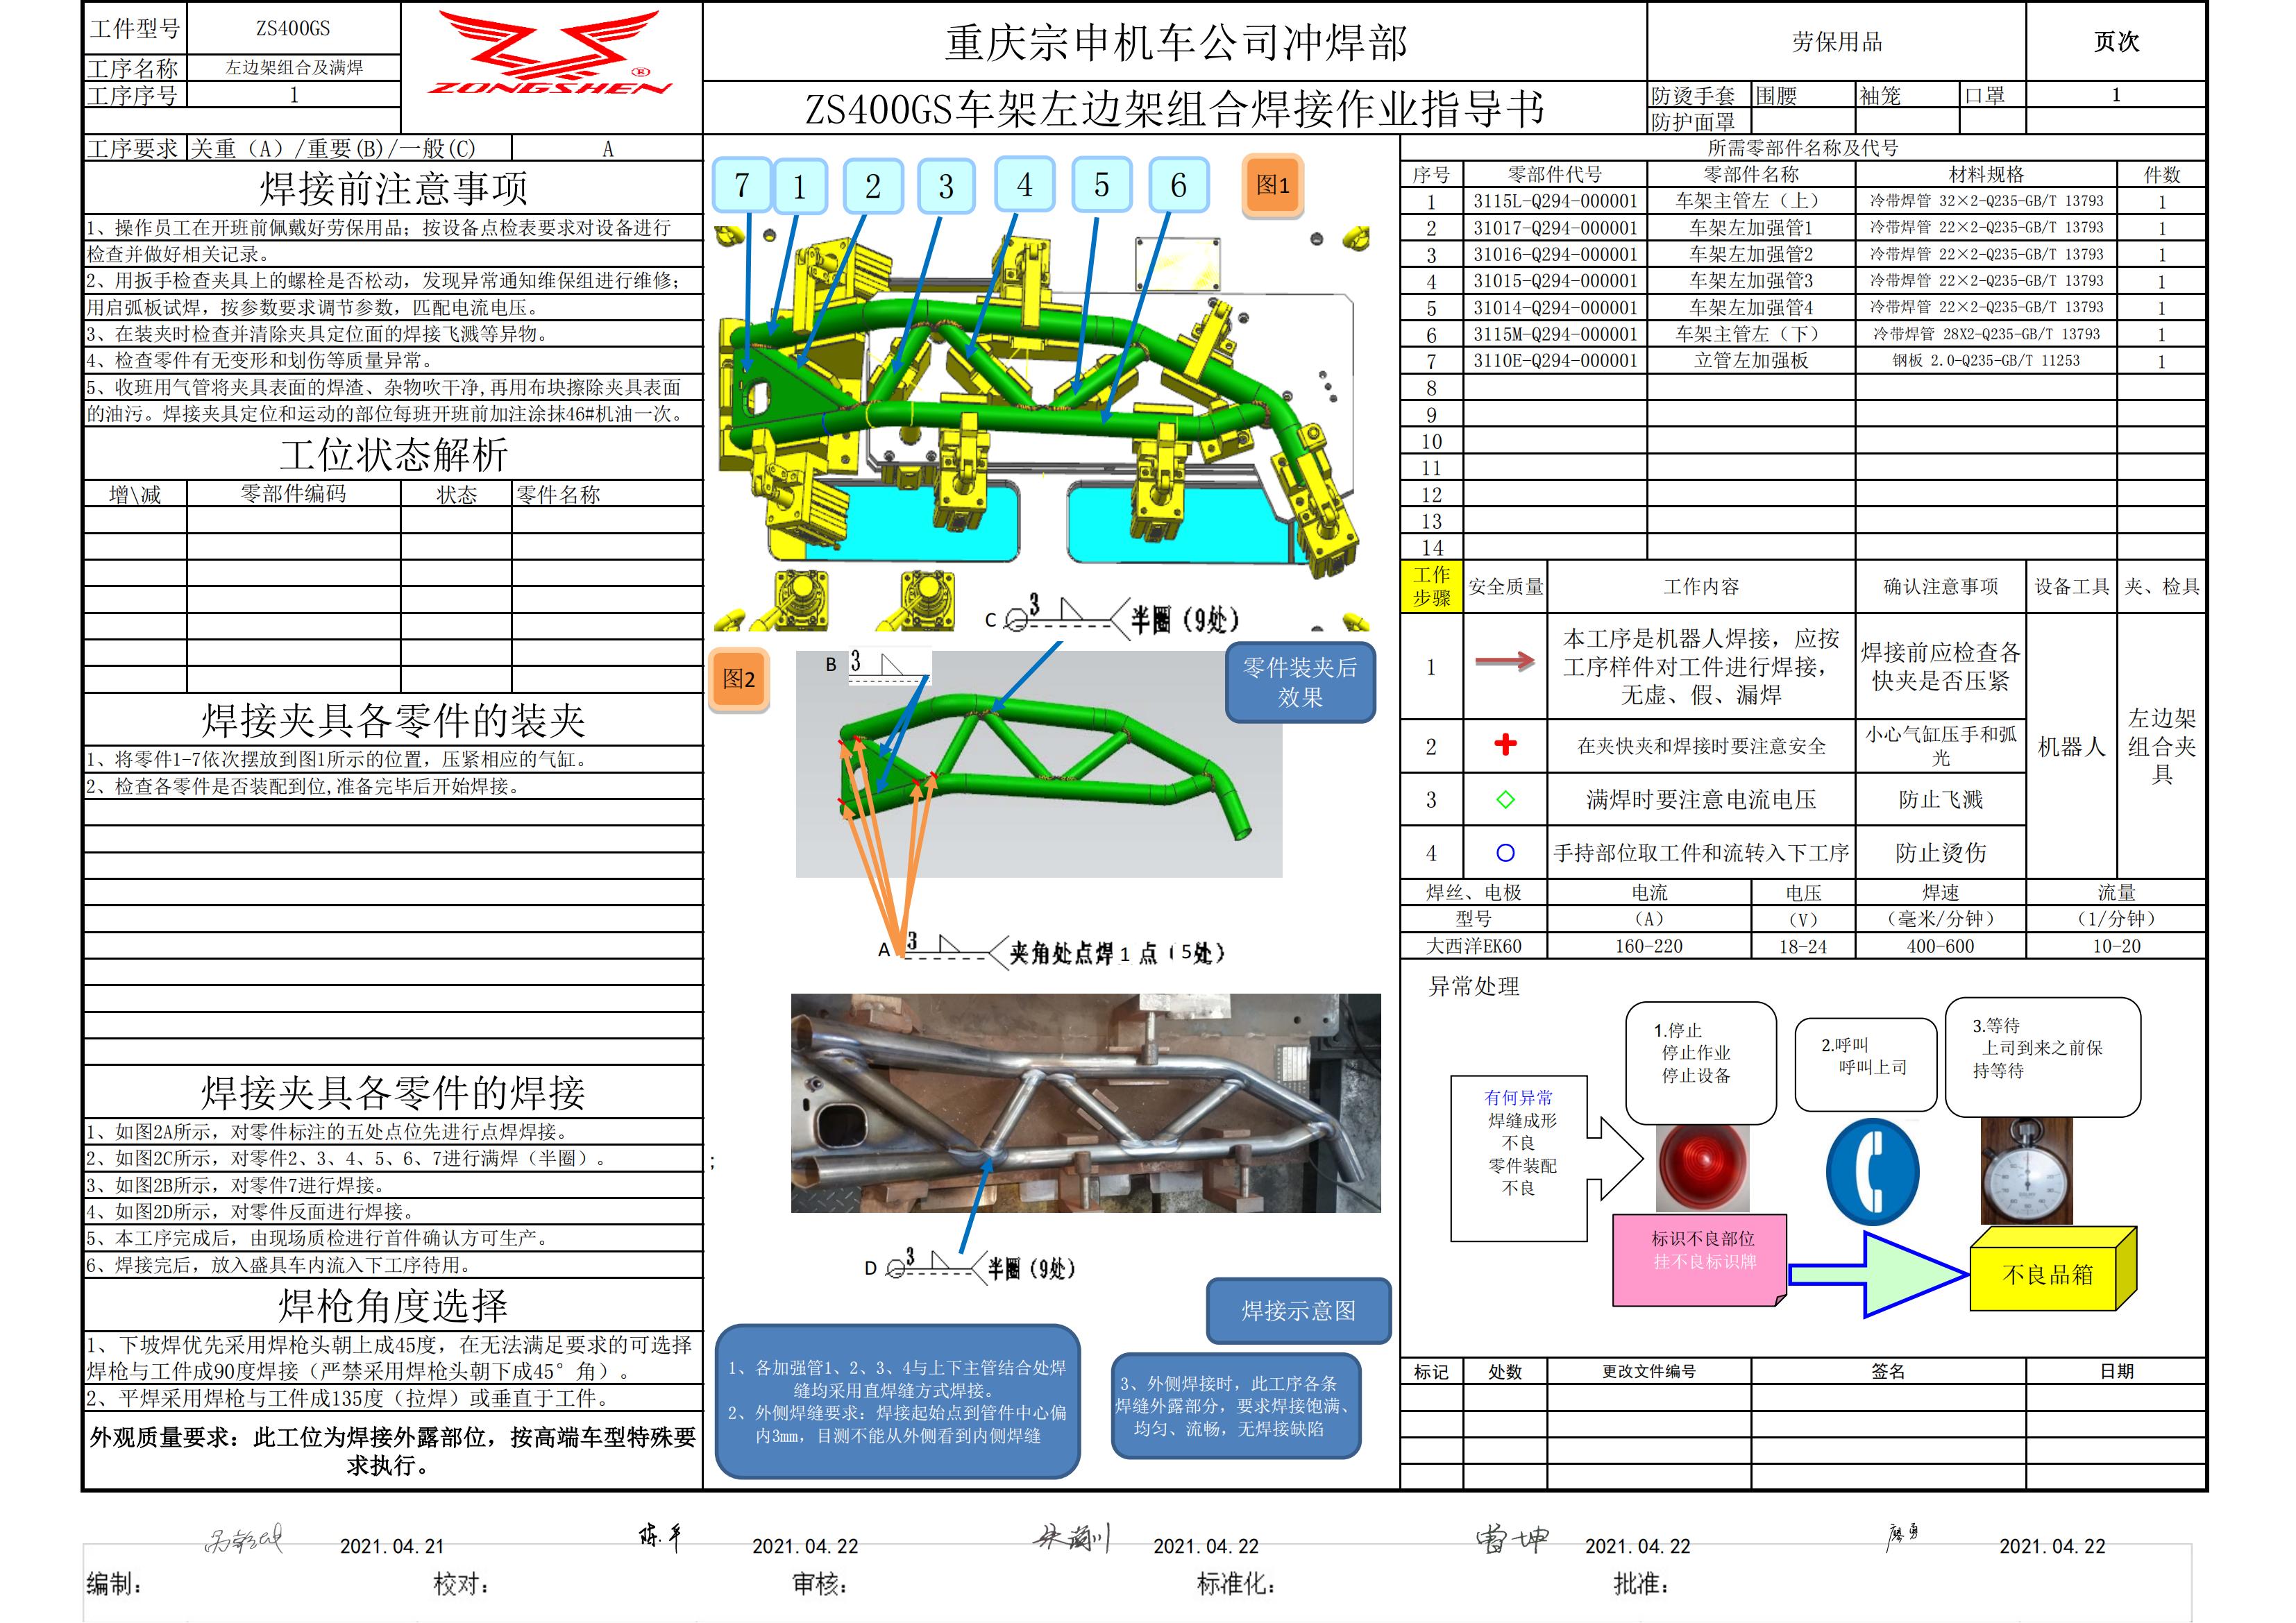 工件型号 ZS400GS
工序名称 左边架组合及满焊
工序序号 1
ZONGSHEN ®
重庆宗申机车公司冲焊部
ZS400GS车架左边架组合焊接作业指导书
劳保用品 页次
防烫手套 围腰 袖笼 口罩 1
防护面罩
工序要求 关重（A）/重要(B)/一般(C) A
焊接前注意事项
1、操作员工在开班前佩戴好劳保用品；按设备点检表要求对设备进行
检查并做好相关记录。
2、用扳手检查夹具上的螺栓是否松动，发现异常通知维保组进行维修；
用启弧板试焊，按参数要求调节参数，匹配电流电压。
3、在装夹时检查并清除夹具定位面的焊接飞溅等异物。
4、检查零件有无变形和划伤等质量异常。
5、收班用气管将夹具表面的焊渣、杂物吹干净,再用布块擦除夹具表面
的油污。焊接夹具定位和运动的部位每班开班前加注涂抹46#机油一次。
工位状态解析
增\减 零部件编码 状态 零件名称
焊接夹具各零件的装夹
1、将零件1-7依次摆放到图1所示的位置，压紧相应的气缸。
2、检查各零件是否装配到位,准备完毕后开始焊接。
焊接夹具各零件的焊接
1、如图2A所示，对零件标注的五处点位先进行点焊焊接。
2、如图2C所示，对零件2、3、4、5、6、7进行满焊（半圈）。
3、如图2B所示，对零件7进行焊接。
4、如图2D所示，对零件反面进行焊接。
5、本工序完成后，由现场质检进行首件确认方可生产。
6、焊接完后，放入盛具车内流入下工序待用。
焊枪角度选择
1、下坡焊优先采用焊枪头朝上成45度，在无法满足要求的可选择
焊枪与工件成90度焊接（严禁采用焊枪头朝下成45°角）。
2、平焊采用焊枪与工件成135度（拉焊）或垂直于工件。
外观质量要求：此工位为焊接外露部位，按高端车型特殊要
求执行。
7 1 2 3 4 5 6 图1
C 3 半圈（9处）
图2
B 3
零件装夹后
效果
A 3 夹角处点焊1点（5处）
;
D 3 半圈（9处）
焊接示意图
1、各加强管1、2、3、4与上下主管结合处焊
缝均采用直焊缝方式焊接。
2、外侧焊缝要求：焊接起始点到管件中心偏
内3mm，目测不能从外侧看到内侧焊缝
3、外侧焊接时，此工序各条
焊缝外露部分，要求焊接饱满、
均匀、流畅，无焊接缺陷
所需零部件名称及代号
序号 零部件代号 零部件名称 材料规格 件数
1 3115L-Q294-000001 车架主管左（上） 冷带焊管 32×2-Q235-GB/T 13793 1
2 31017-Q294-000001 车架左加强管1 冷带焊管 22×2-Q235-GB/T 13793 1
3 31016-Q294-000001 车架左加强管2 冷带焊管 22×2-Q235-GB/T 13793 1
4 31015-Q294-000001 车架左加强管3 冷带焊管 22×2-Q235-GB/T 13793 1
5 31014-Q294-000001 车架左加强管4 冷带焊管 22×2-Q235-GB/T 13793 1
6 3115M-Q294-000001 车架主管左（下） 冷带焊管 28X2-Q235-GB/T 13793 1
7 3110E-Q294-000001 立管左加强板 钢板 2.0-Q235-GB/T 11253 1
8
9
10
11
12
13
14
工作
步骤 安全质量 工作内容 确认注意事项 设备工具 夹、检具
1 本工序是机器人焊接，应按
工序样件对工件进行焊接，
无虚、假、漏焊 焊接前应检查各
快夹是否压紧
2 在夹快夹和焊接时要注意安全 小心气缸压手和弧
光
3 满焊时要注意电流电压 防止飞溅
4 手持部位取工件和流转入下工序 防止烫伤
机器人
左边架
组合夹
具
焊丝、电极 电流 电压 焊速 流量
型号 （A） （V） （毫米/分钟） （1/分钟）
大西洋EK60 160-220 18-24 400-600 10-20
异常处理
有何异常
焊缝成形
不良
零件装配
不良
1.停止
停止作业
停止设备
2.呼叫
呼叫上司
3.等待
上司到来之前保
持等待
标识不良部位
挂不良标识牌
不良品箱
标记 处数 更改文件编号 签名 日期
2021.04.21 陈平 2021.04.22 2021.04.22 雷坤 2021.04.22 廖勇 2021.04.22
编制： 校对： 审核： 标准化： 批准：